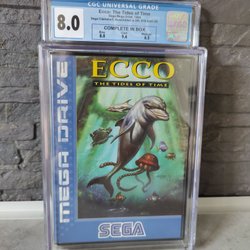 CGC UNIVERSAL GRADE
8.0
Ecco: The Tides of Time
COMPLETE IN BOX
ECCO
THE TIDES OF TIME
MEGA DRIVE
SEGA